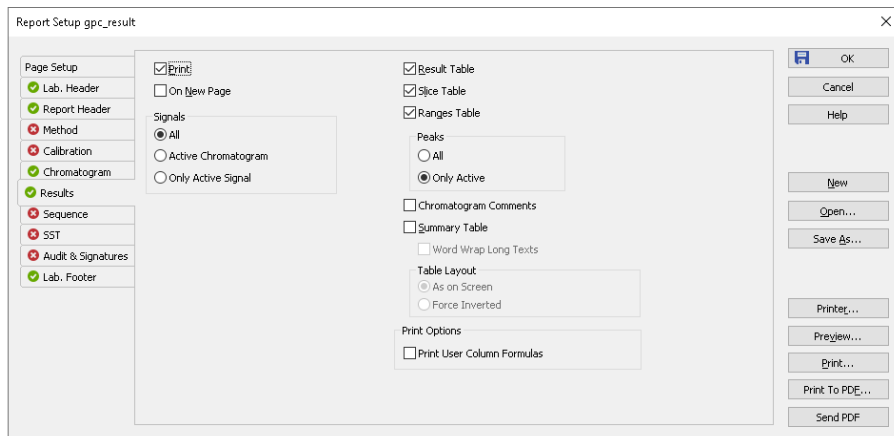 Report Setup gpc_result
Page Setup
Lab. Header
Report Header
Method
Calibration
Chromatogram
Results
Sequence
SST
Audit & Signatures
Lab. Footer
Print
On New Page
Signals
All
Active Chromatogram
Only Active Signal
Result Table
Slice Table
Ranges Table
Peaks
All
Only Active
Chromatogram Comments
Summary Table
Word Wrap Long Texts
Table Layout
As on Screen
Force Inverted
Print Options
Print User Column Formulas
OK
Cancel
Help
New
Open...
Save As...
Printer...
Preview...
Print...
Print To PDF...
Send PDF